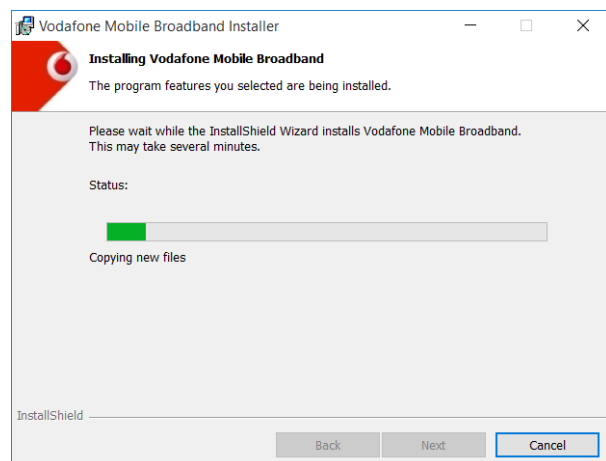 Vodafone Mobile Broadband Installer
Installing Vodafone Mobile Broadband
The program features you selected are being installed.
Please wait while the InstallShield Wizard installs Vodafone Mobile Broadband.
This may take several minutes.
Status:
Copying new files
InstallShield
Back Next Cancel